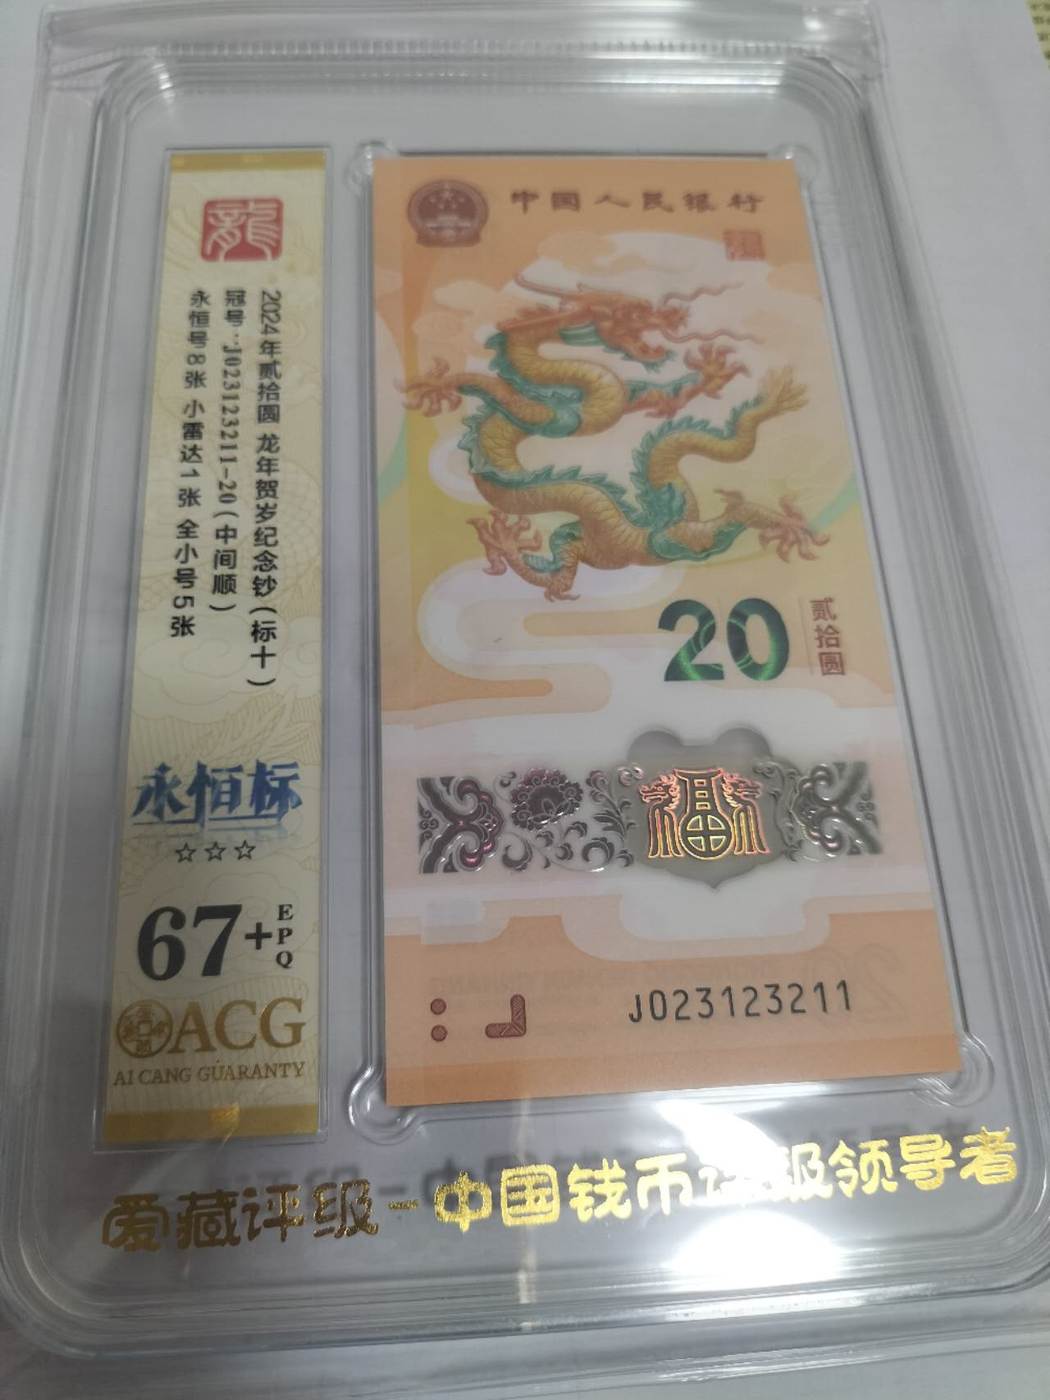 龍
2024年贰拾圆 龙年贺岁纪念钞(标十)
冠号:J023123211-20(中间顺)
永恒号8张 小雷达1张 全小号5张
永恒标
☆☆☆
67+EPQ
ACG
AI CANG GUARANTY
中国人民银行
20
贰拾圆
J023123211
爱藏评级-中国钱币评级领导者